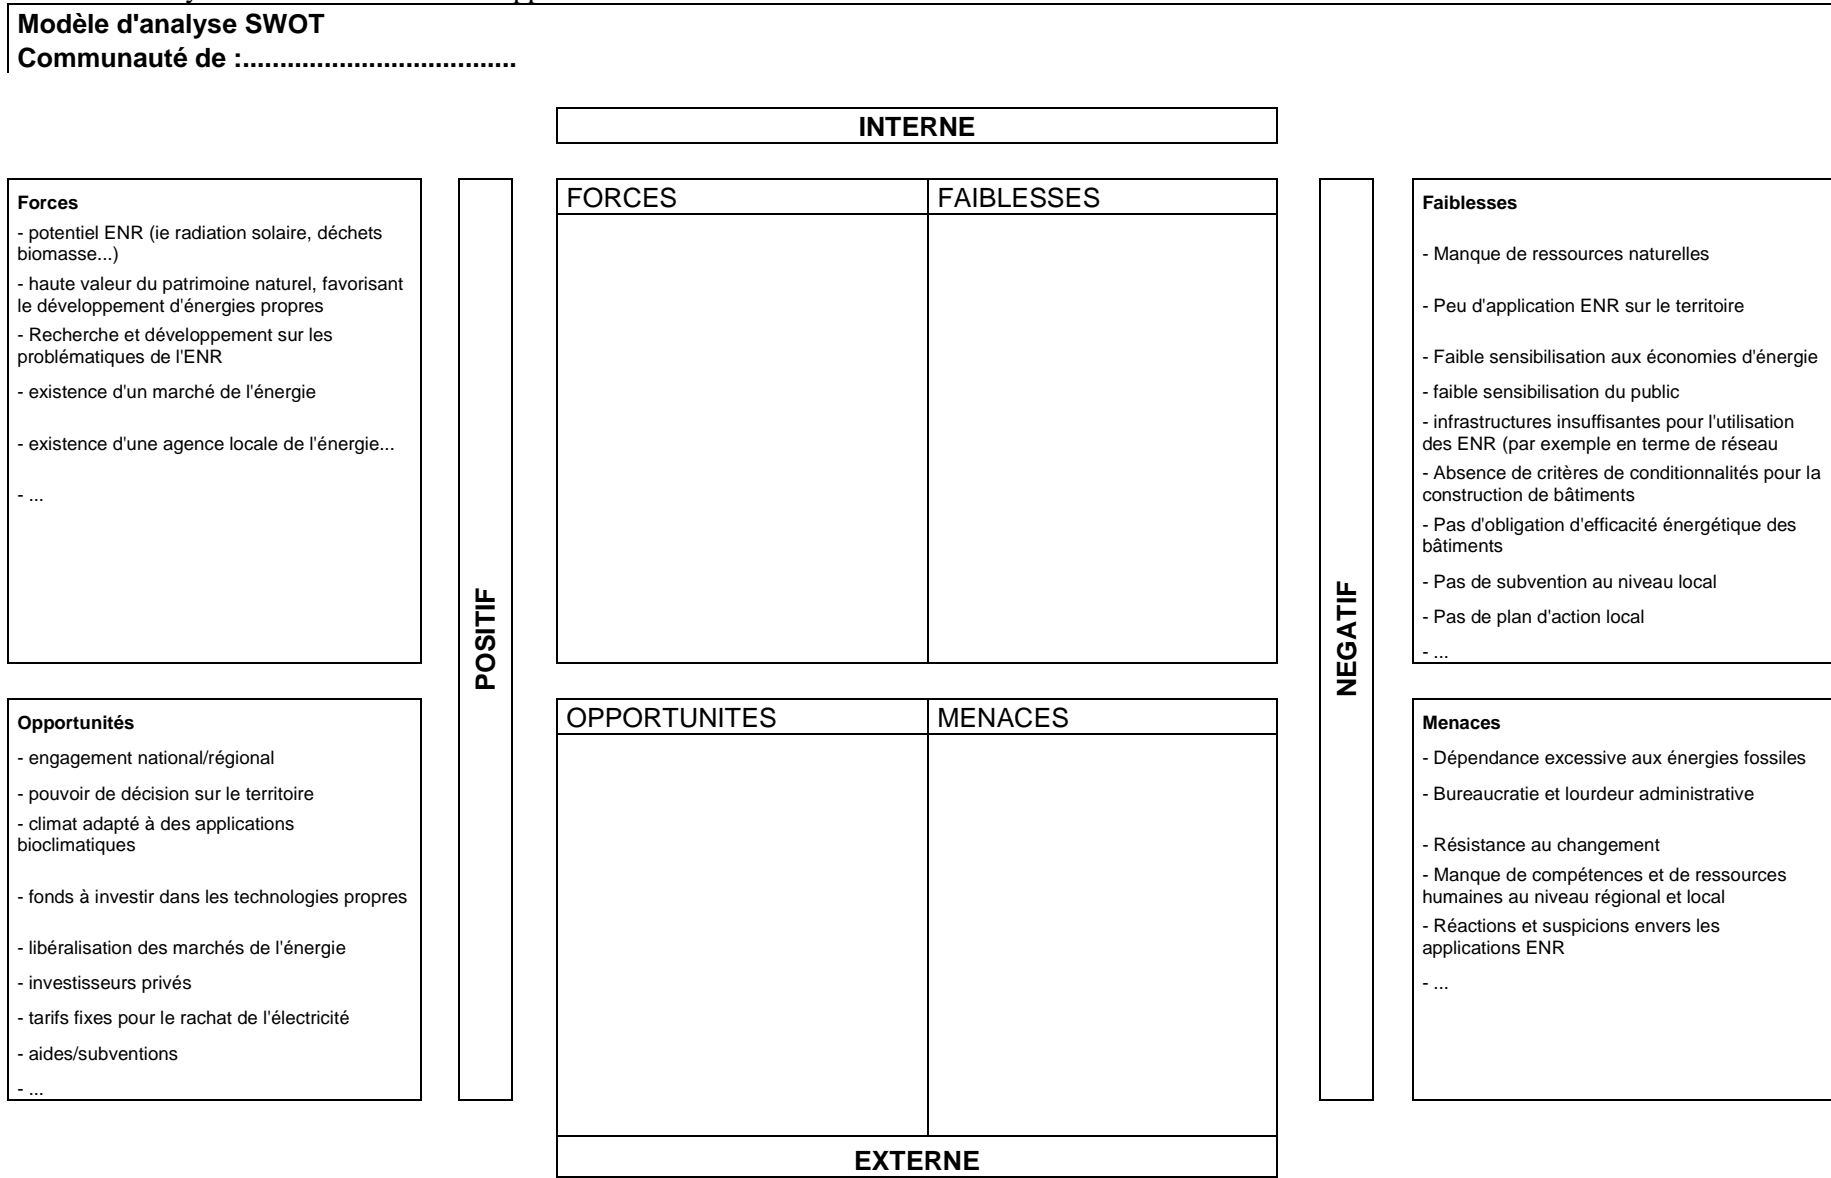 Modèle d'analyse SWOT
Communauté de :.....................................
INTERNE
Forces
- potentiel ENR (ie radiation solaire, déchets
biomasse...)
- haute valeur du patrimoine naturel, favorisant
le développement d'énergies propres
- Recherche et développement sur les
problématiques de l'ENR
- existence d'un marché de l'énergie
- existence d'une agence locale de l'énergie...
- ...
POSITIF
FORCES
FAIBLESSES
NEGATIF
Faiblesses
- Manque de ressources naturelles
- Peu d'application ENR sur le territoire
- Faible sensibilisation aux économies d'énergie
- faible sensibilisation du public
- infrastructures insuffisantes pour l'utilisation
des ENR (par exemple en terme de réseau
- Absence de critères de conditionnalités pour la
construction de bâtiments
- Pas d'obligation d'efficacité énergétique des
bâtiments
- Pas de subvention au niveau local
- Pas de plan d'action local
- ...
Opportunités
- engagement national/régional
- pouvoir de décision sur le territoire
- climat adapté à des applications
bioclimatiques
- fonds à investir dans les technologies propres
- libéralisation des marchés de l'énergie
- investisseurs privés
- tarifs fixes pour le rachat de l'électricité
- aides/subventions
- ...
OPPORTUNITES
MENACES
Menaces
- Dépendance excessive aux énergies fossiles
- Bureaucratie et lourdeur administrative
- Résistance au changement
- Manque de compétences et de ressources
humaines au niveau régional et local
- Réactions et suspicions envers les
applications ENR
- ...
EXTERNE